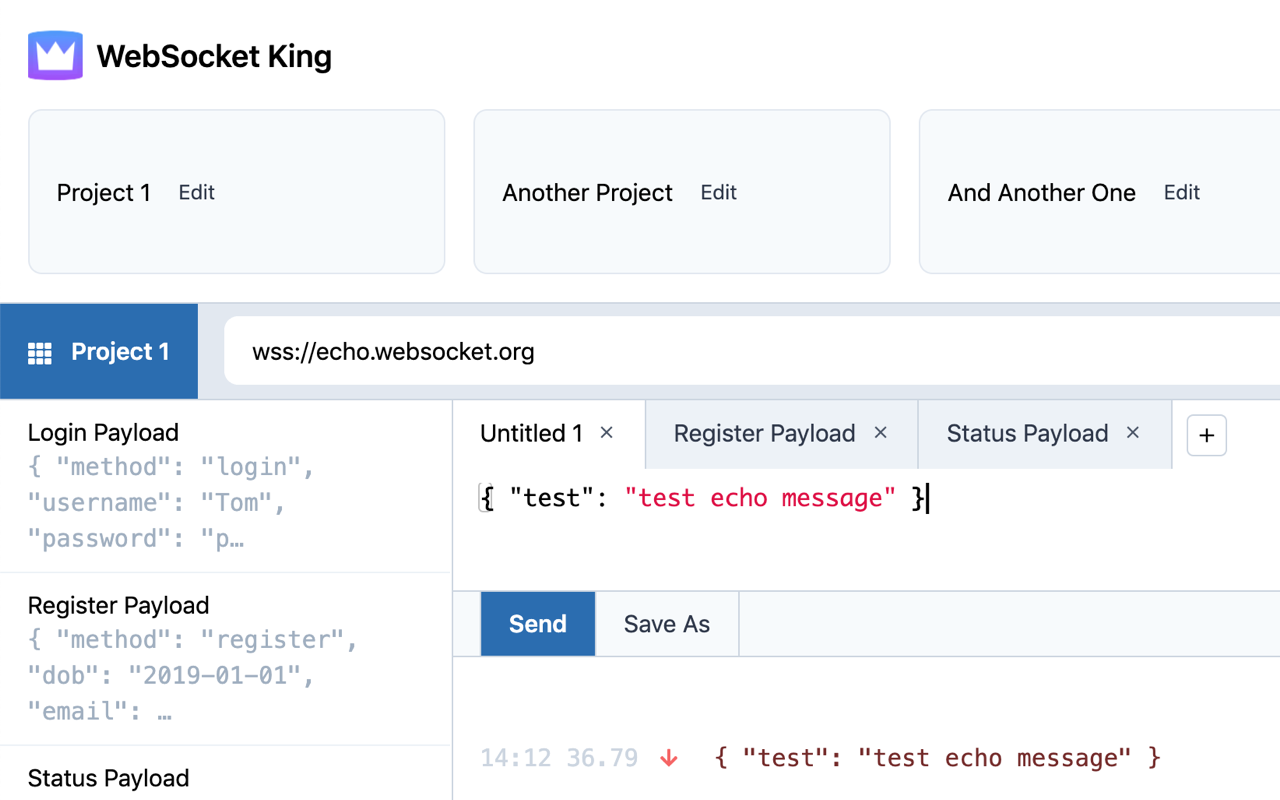 WebSocket King
Project 1 Edit
Another Project Edit
And Another One Edit
Project 1
wss://echo.websocket.org
Login Payload
{ "method": "login",
"username": "Tom",
"password": "p…
Register Payload
{ "method": "register",
"dob": "2019-01-01",
"email": …
Status Payload
Untitled 1 ×
Register Payload ×
Status Payload ×
+
{ "test": "test echo message" }
Send
Save As
14:12 36.79 ↓ { "test": "test echo message" }